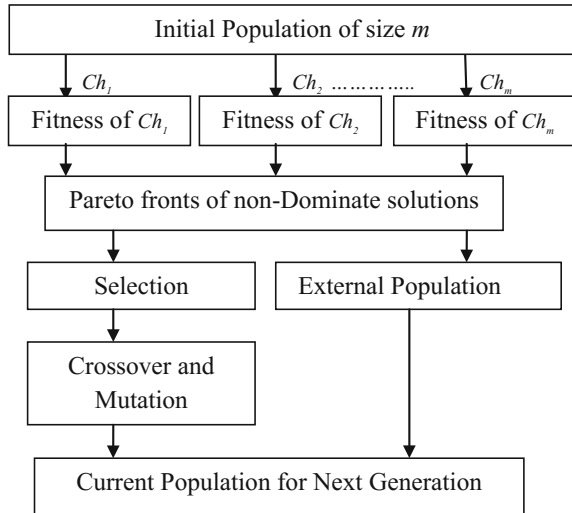 Initial Population of size m
Ch1 Ch2 ………….. Chm
Fitness of Ch1 Fitness of Ch2 Fitness of Chm
Pareto fronts of non-Dominate solutions
Selection External Population
Crossover and
Mutation
Current Population for Next Generation